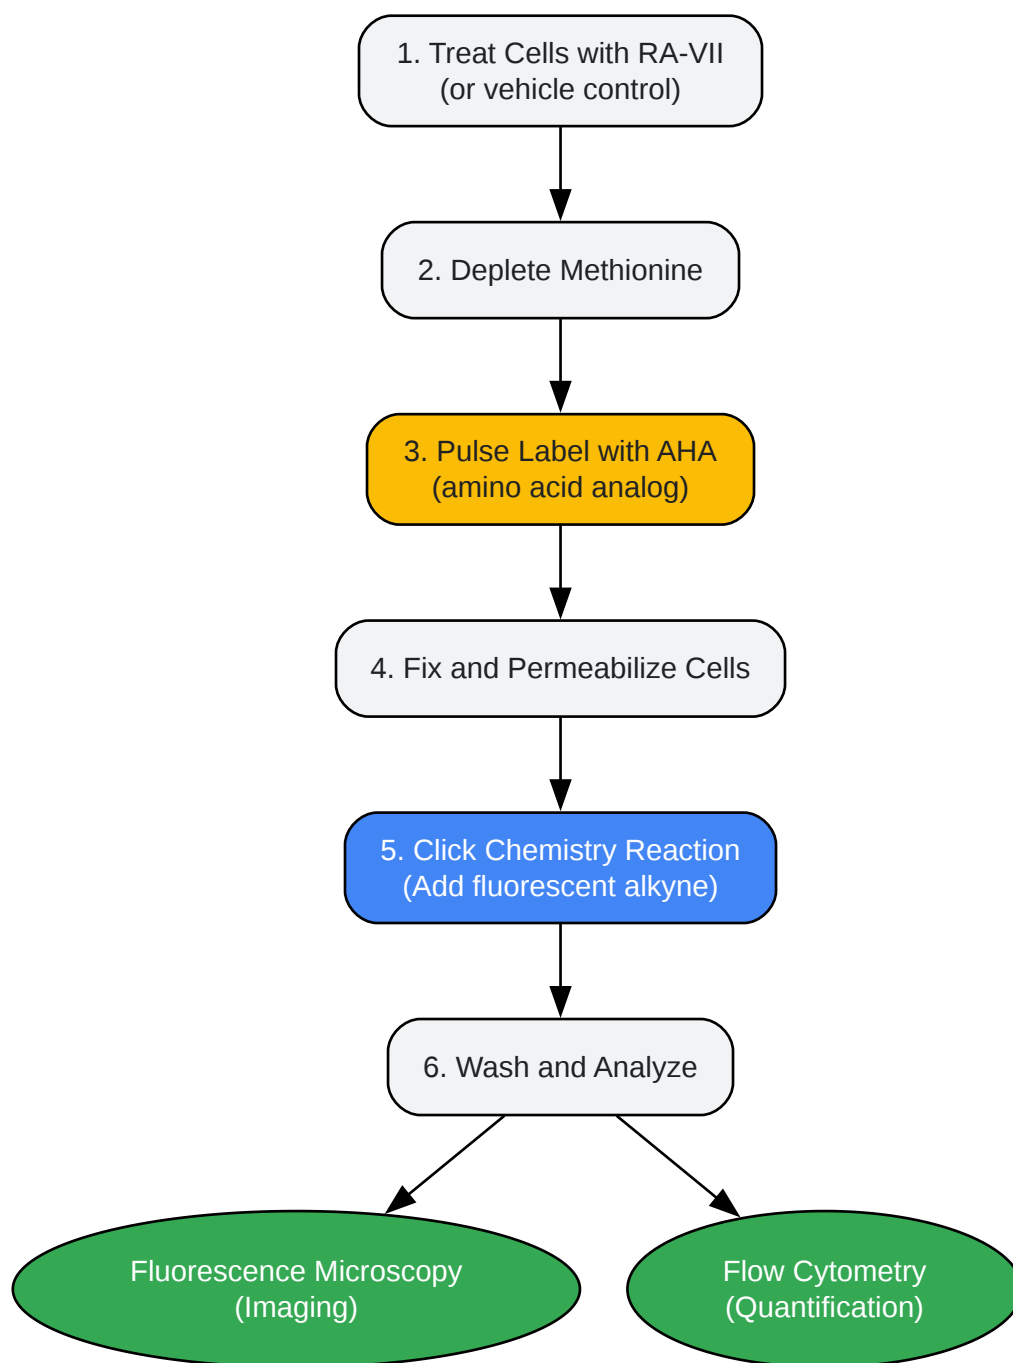 1. Treat Cells with RA-VII
(or vehicle control)
2. Deplete Methionine
3. Pulse Label with AHA
(amino acid analog)
4. Fix and Permeabilize Cells
5. Click Chemistry Reaction
(Add fluorescent alkyne)
6. Wash and Analyze
Fluorescence Microscopy
(Imaging)
Flow Cytometry
(Quantification)